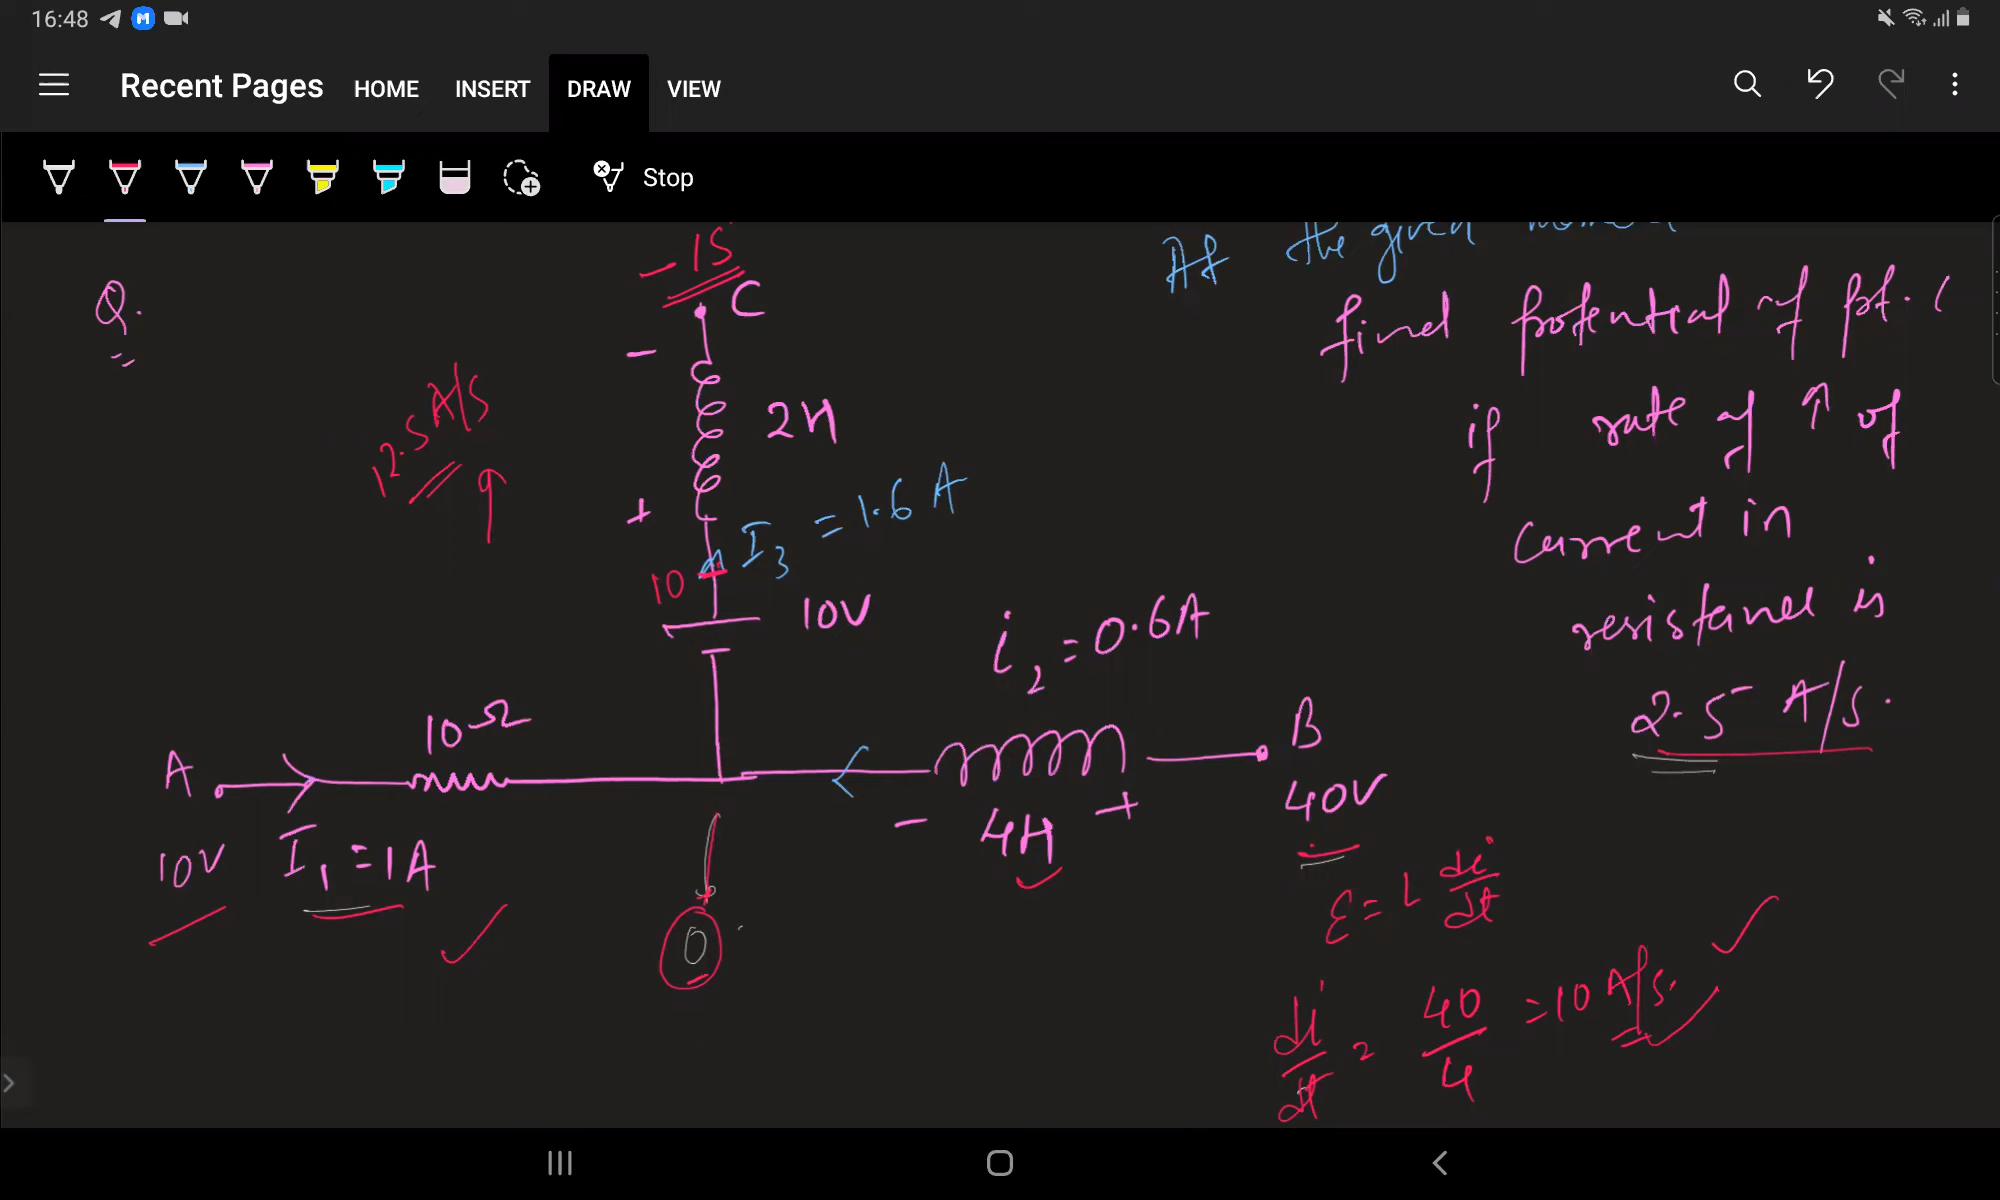 16:48
Recent Pages HOME INSERT DRAW VIEW
Stop
At the given
Q.
-15
C
find potential of pt. C
-
2H
12.5 A/S
if rate of ↑ of
+
I3 = 1.6 A
current in
10
10V
resistance is
i2 = 0.6A
2.5 A/S.
10Ω
A
B
10V
I1 = 1A
- 4H +
40V
0
ε = L di/dt
di/dt = 40/4 = 10 A/S.